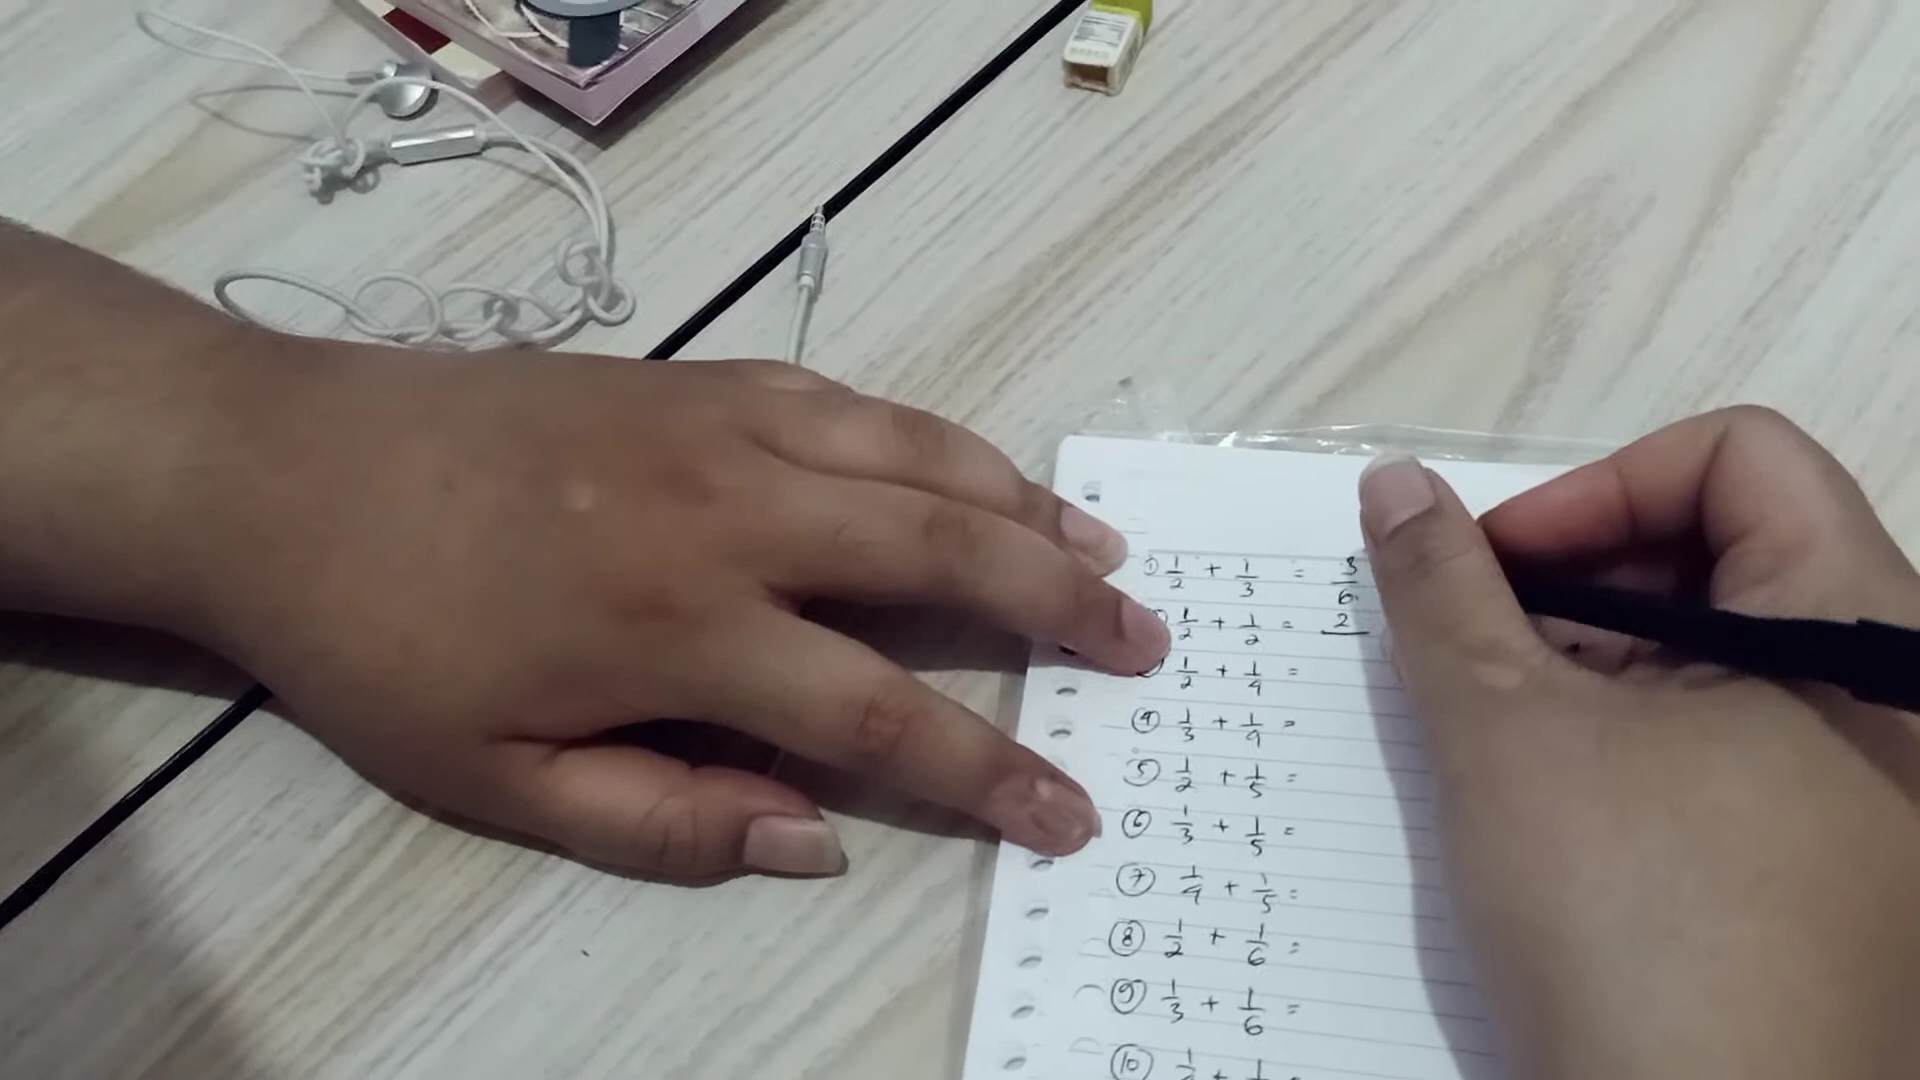 ① 1/2 + 1/3 = 3/6
1/2 + 1/2 = 2/
1/2 + 1/4 =
④ 1/3 + 1/4 =
⑤ 1/2 + 1/5 =
⑥ 1/3 + 1/5 =
⑦ 1/4 + 1/5 =
⑧ 1/2 + 1/6 =
⑨ 1/3 + 1/6 =
⑩